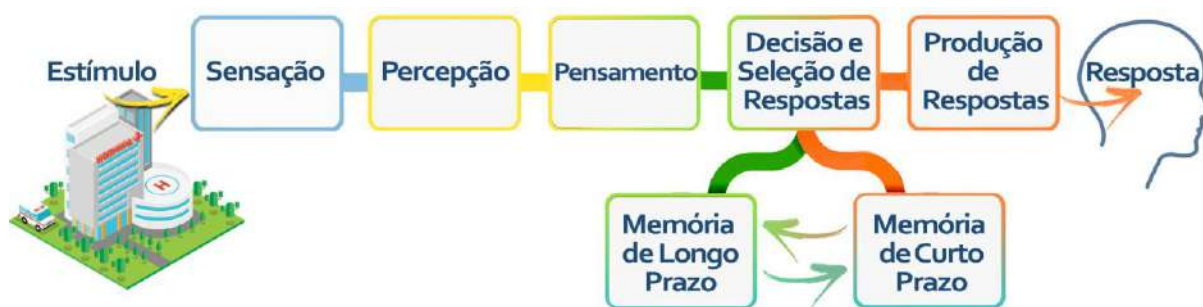 Estímulo
Sensação
Percepção
Pensamento
Decisão e
Seleção de
Respostas
Produção
de
Respostas
Resposta
H
Memória
de Longo
Prazo
Memória
de Curto
Prazo